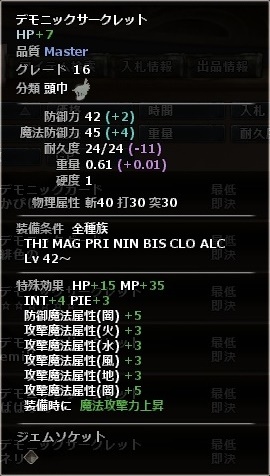 デモニックサークレット
HP+7
品質 Master
グレード 16
分類 頭巾
防御力 42 (+2)
魔法防御力 45 (+4)
耐久度 24/24 (-11)
重量 0.61 (+0.01)
硬度 1
物理属性 斬40 打30 突30
装備条件 全種族
THI MAG PRI NIN BIS CLO ALC
Lv 42～
特殊効果 HP+15 MP+35
INT+4 PIE+3
防御魔法属性(闇) +5
攻撃魔法属性(火) +3
攻撃魔法属性(水) +3
攻撃魔法属性(風) +3
攻撃魔法属性(地) +3
攻撃魔法属性(闇) +5
装備時に 魔法攻撃力上昇
ジェムソケット